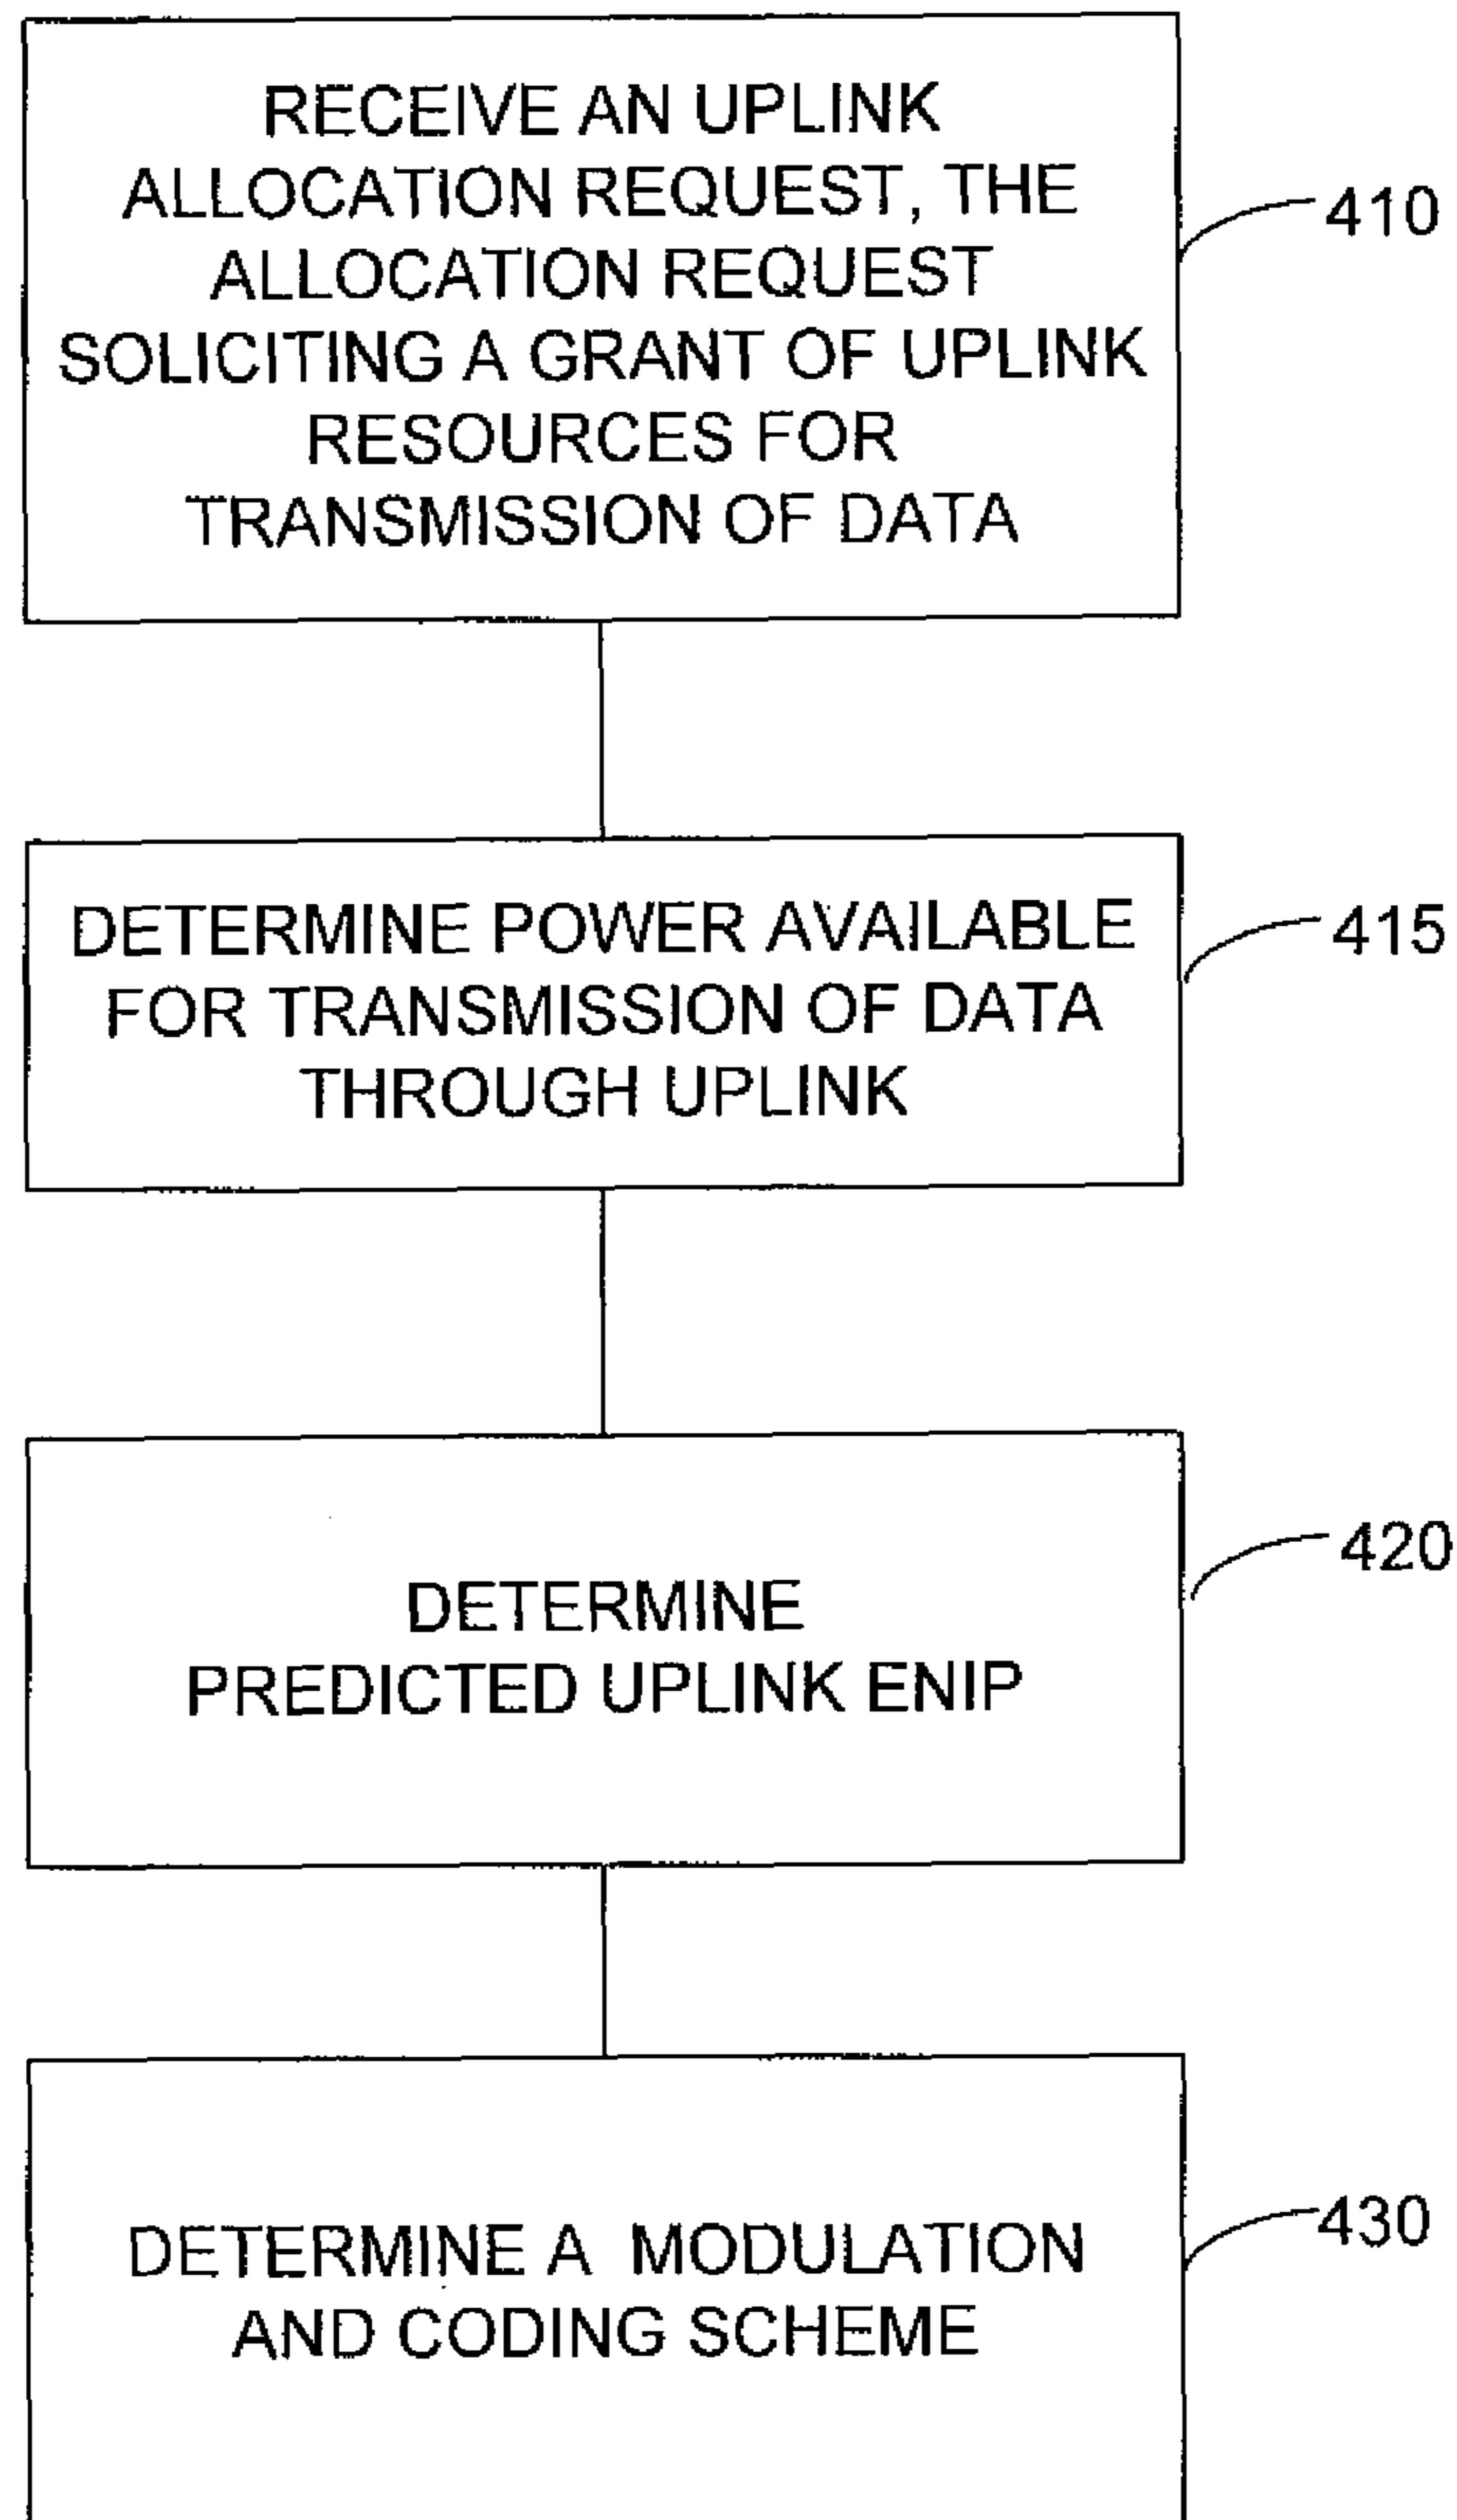 RECEIVE AN UPLINK
ALLOCATION REQUEST, THE
ALLOCATION REQUEST
SOLICITING A GRANT OF UPLINK
RESOURCES FOR
TRANSMISSION OF DATA
410
DETERMINE POWER AVAILABLE
FOR TRANSMISSION OF DATA
THROUGH UPLINK
415
DETERMINE
PREDICTED UPLINK ENIP
420
DETERMINE A MODULATION
AND CODING SCHEME
430